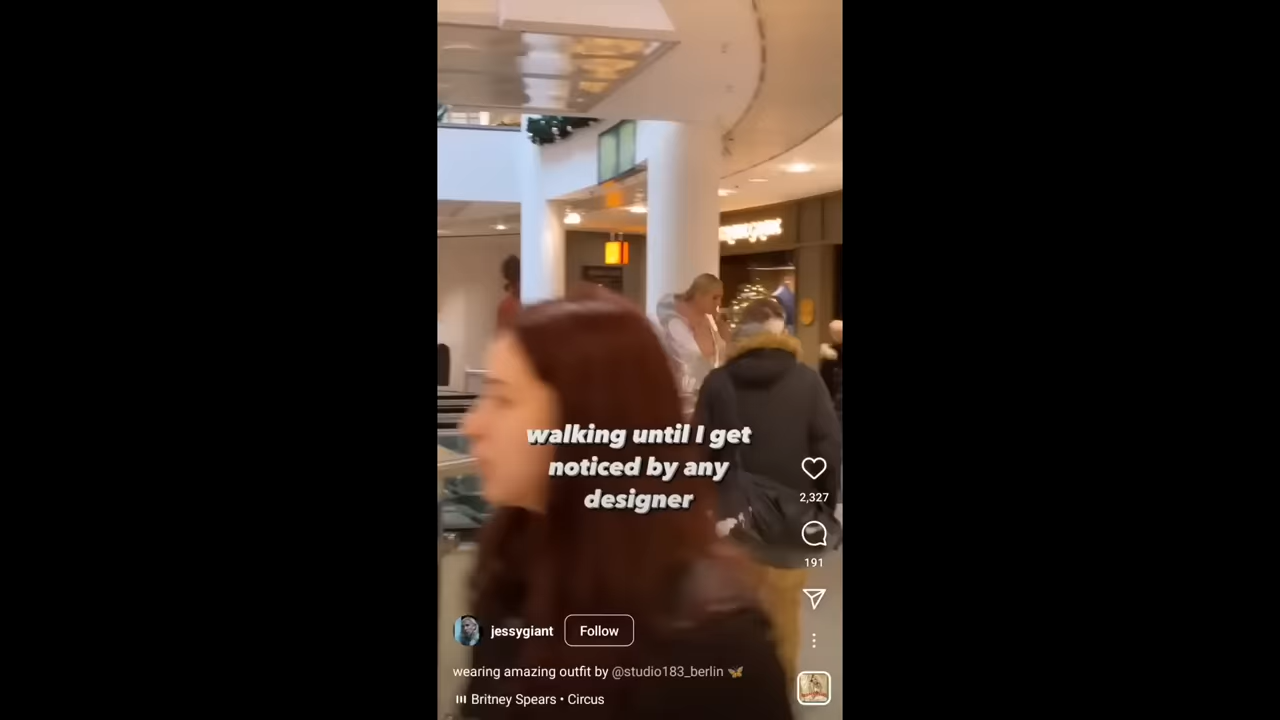 walking until I get
noticed by any
designer
2,327
191
jessygiant
Follow
wearing amazing outfit by @studio183_berlin 🦋
Britney Spears • Circus